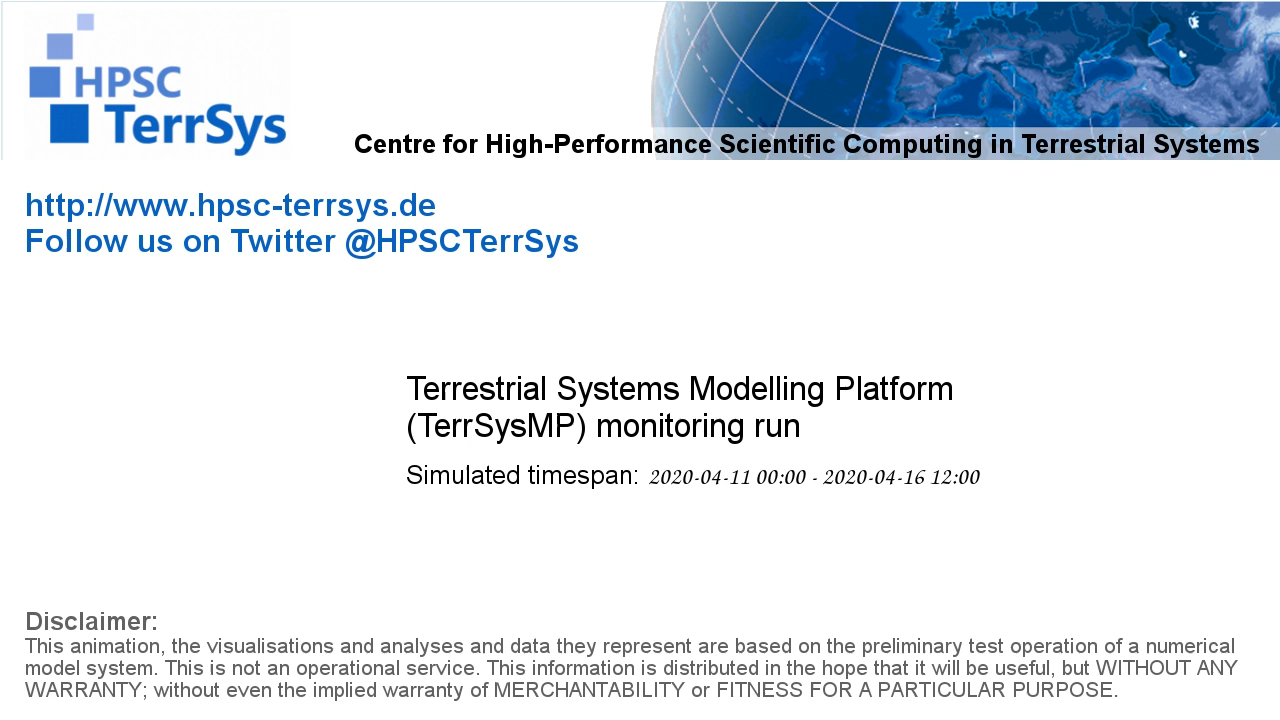 HPSC
TerrSys
Centre for High-Performance Scientific Computing in Terrestrial Systems
http://www.hpsc-terrsys.de
Follow us on Twitter @HPSCTerrSys
Terrestrial Systems Modelling Platform
(TerrSysMP) monitoring run
Simulated timespan: 2020-04-11 00:00 - 2020-04-16 12:00
Disclaimer:
This animation, the visualisations and analyses and data they represent are based on the preliminary test operation of a numerical
model system. This is not an operational service. This information is distributed in the hope that it will be useful, but WITHOUT ANY
WARRANTY; without even the implied warranty of MERCHANTABILITY or FITNESS FOR A PARTICULAR PURPOSE.